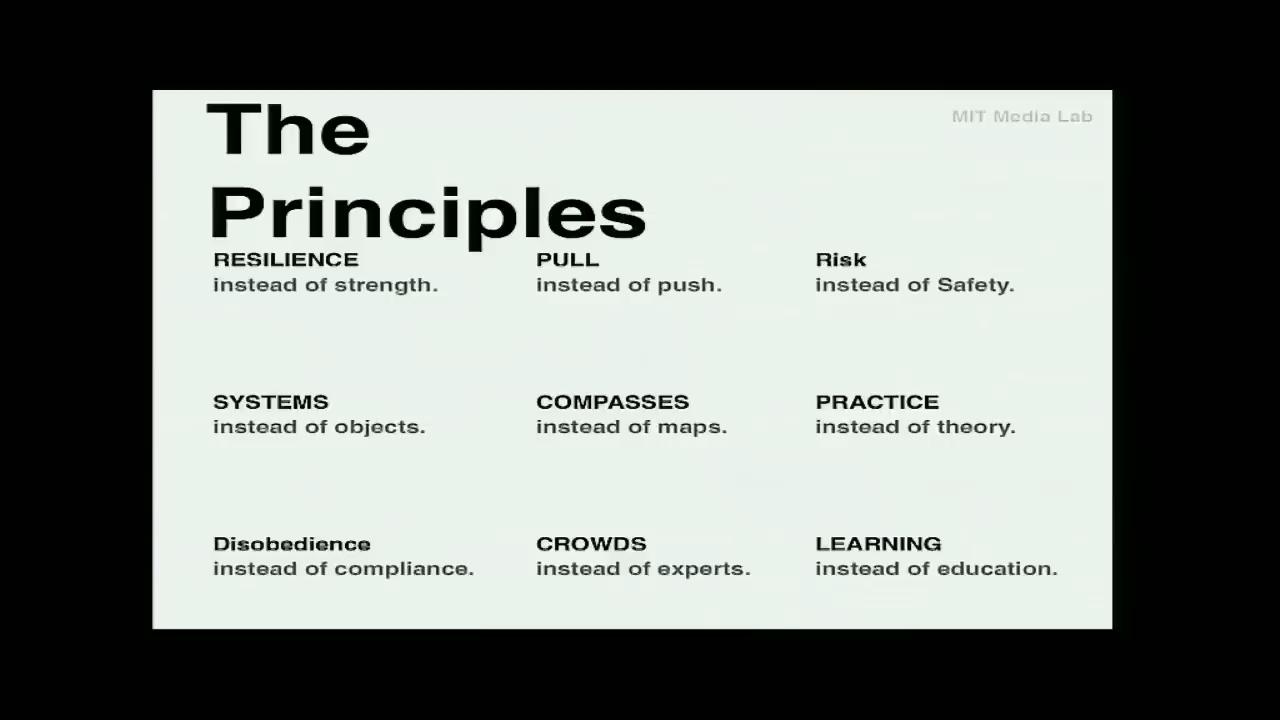 The
Principles
MIT Media Lab
RESILIENCE
instead of strength.
PULL
instead of push.
Risk
instead of Safety.
SYSTEMS
instead of objects.
COMPASSES
instead of maps.
PRACTICE
instead of theory.
Disobedience
instead of compliance.
CROWDS
instead of experts.
LEARNING
instead of education.